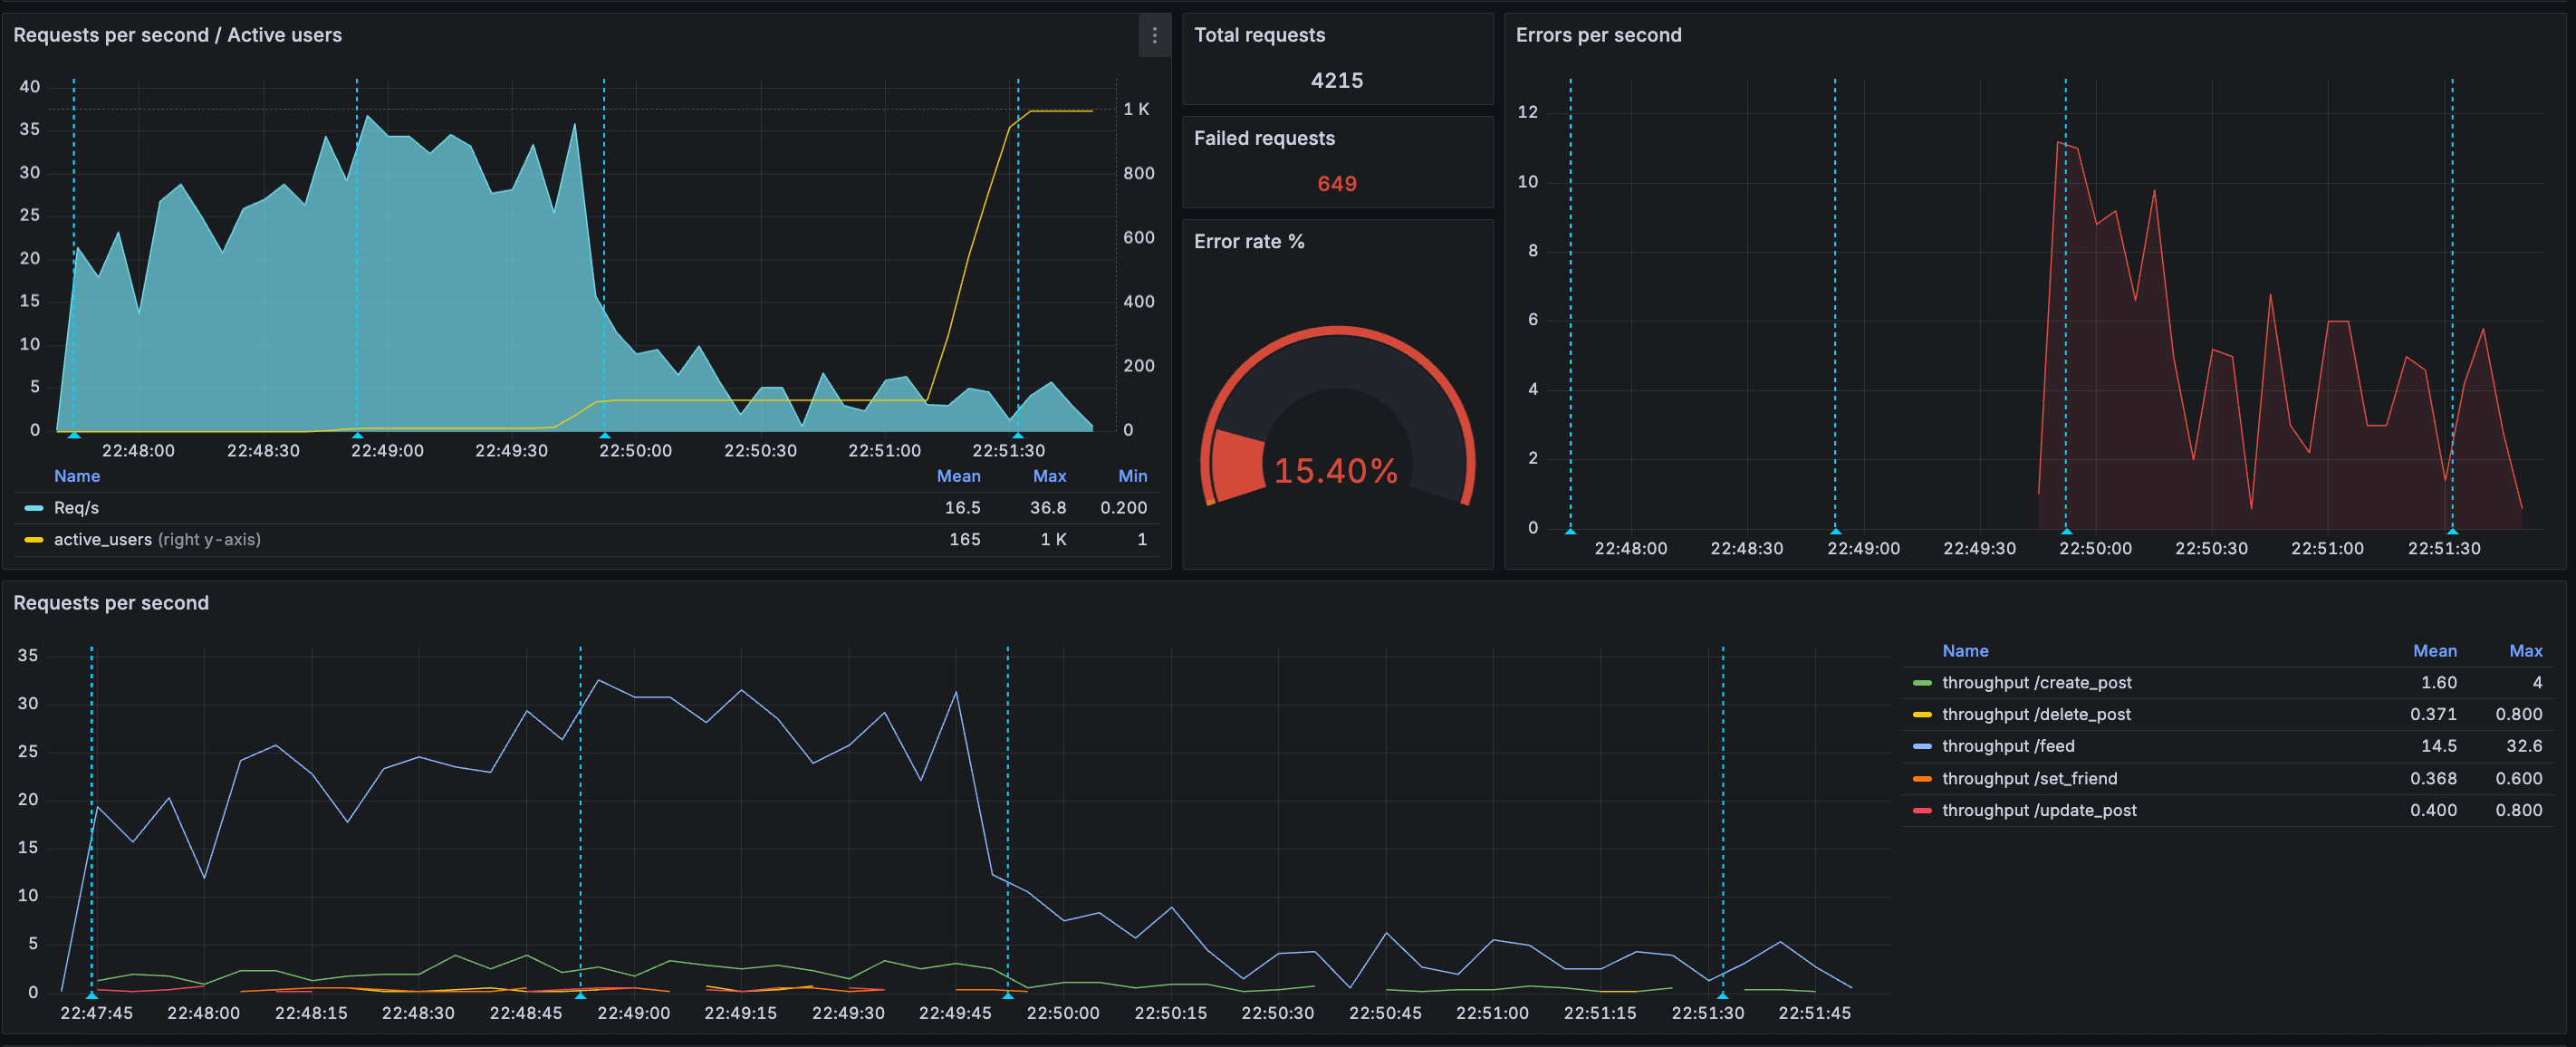 Requests per second / Active users
40
35
30
25
20
15
10
5
0
1 K
800
600
400
200
0
22:48:00 22:48:30 22:49:00 22:49:30 22:50:00 22:50:30 22:51:00 22:51:30
Name Mean Max Min
Req/s 16.5 36.8 0.200
active_users (right y-axis) 165 1 K 1
Total requests
4215
Failed requests
649
Error rate %
15.40%
Errors per second
12
10
8
6
4
2
0
22:48:00 22:48:30 22:49:00 22:49:30 22:50:00 22:50:30 22:51:00 22:51:30
Requests per second
35
30
25
20
15
10
5
0
22:47:45 22:48:00 22:48:15 22:48:30 22:48:45 22:49:00 22:49:15 22:49:30 22:49:45 22:50:00 22:50:15 22:50:30 22:50:45 22:51:00 22:51:15 22:51:30 22:51:45
Name Mean Max
throughput /create_post 1.60 4
throughput /delete_post 0.371 0.800
throughput /feed 14.5 32.6
throughput /set_friend 0.368 0.600
throughput /update_post 0.400 0.800